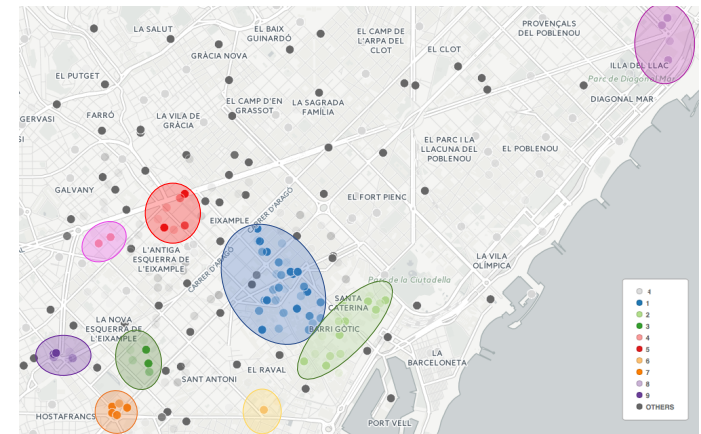 LA SALUT
EL BAIX
GUINARDÓ
EL CAMP DE
L'ARPA DEL
CLOT
PROVENÇALS
DEL POBLENOU
GRÀCIA NOVA
EL CLOT
ILLA DEL LLAC
EL PUTGET
Parc de Diagonal Mar
DIAGONAL MAR
EL CAMP D'EN
GRASSOT
LA SAGRADA
FAMÍLIA
GERVASI
FARRÓ
LA VILA DE
GRÀCIA
SI
EL PARC I LA
LLACUNA DEL
POBLENOU
EL POBLENOU
GALVANY
EL FORT PIENC
CARRER D'ARAGÓ
EIXAMPLE
L'ANTIGA
ESQUERRA DE
L'EIXAMPLE
CARRER D'ARAGÓ
LA VILA
OLÍMPICA
Parc de la Ciutadella
SANTA
CATERINA
LA NOVA
ESQUERRA DE
L'EIXAMPLE
BARRI GÒTIC
LA
BARCELONETA
EL RAVAL
SANT ANTONI
HOSTAFRANCS
PORT VELL
4
1
2
3
4
5
6
7
8
9
OTHERS